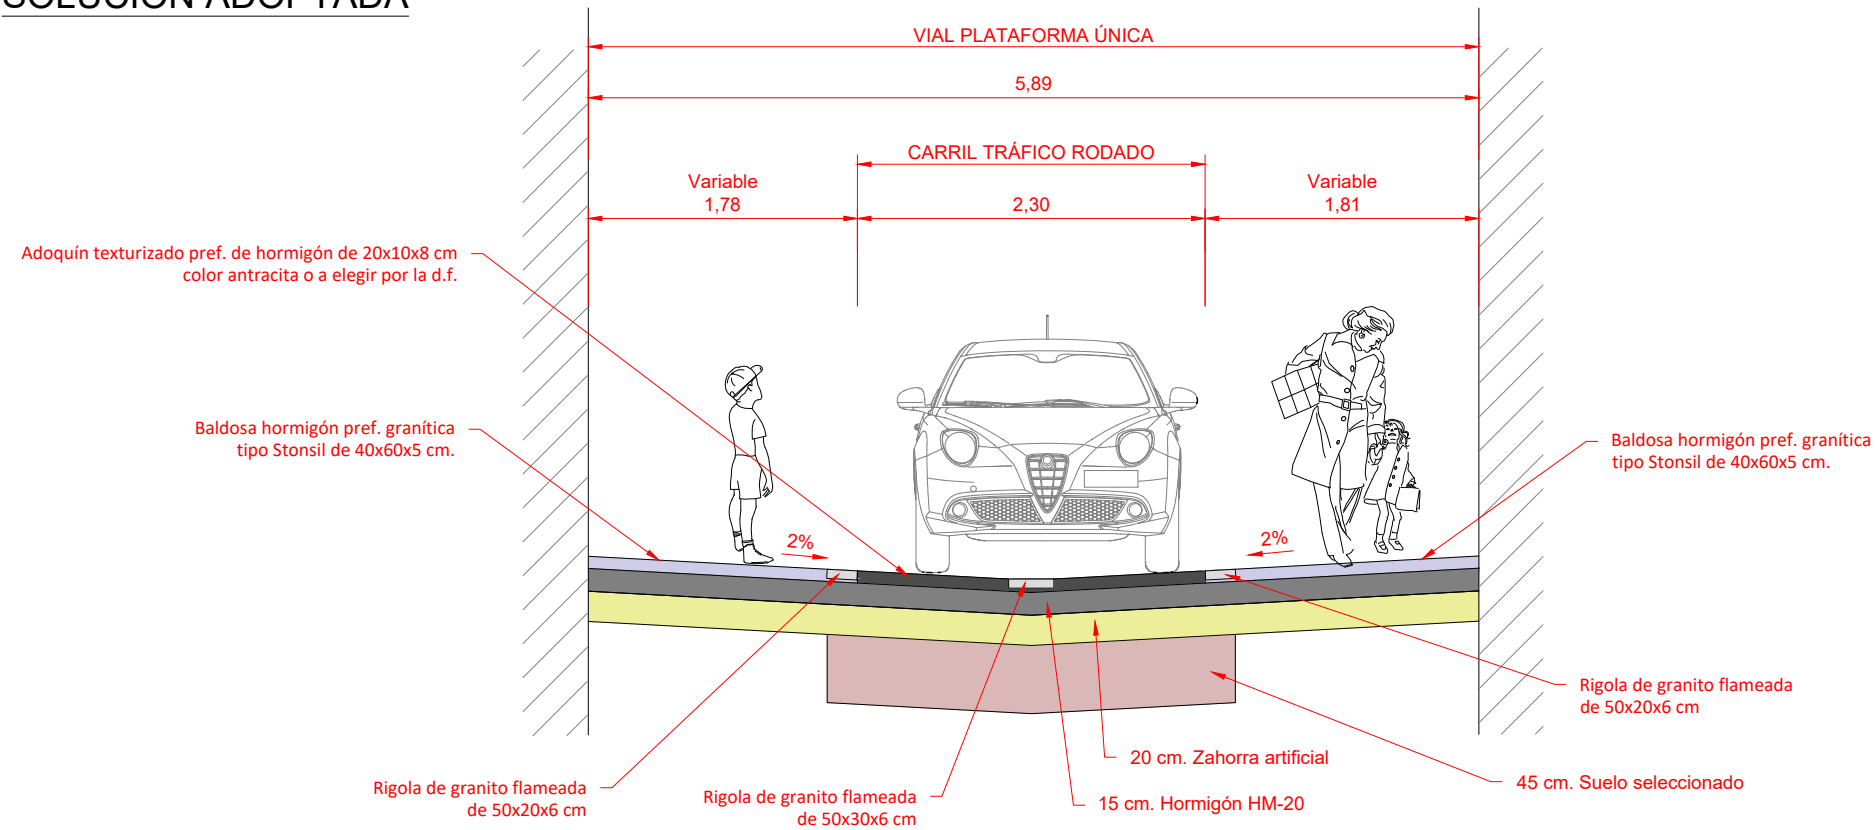 SOLUCIÓN ADOPTADA
VIAL PLATAFORMA ÚNICA
5,89
CARRIL TRÁFICO RODADO
Variable
1,78
2,30
Variable
1,81
Adoquín texturizado pref. de hormigón de 20x10x8 cm
color antracita o a elegir por la d.f.
Baldosa hormigón pref. granítica
tipo Stonsil de 40x60x5 cm.
Baldosa hormigón pref. granítica
tipo Stonsil de 40x60x5 cm.
2%
2%
Rigola de granito flameada
de 50x20x6 cm
20 cm. Zahorra artificial
45 cm. Suelo seleccionado
Rigola de granito flameada
de 50x20x6 cm
Rigola de granito flameada
de 50x30x6 cm
15 cm. Hormigón HM-20